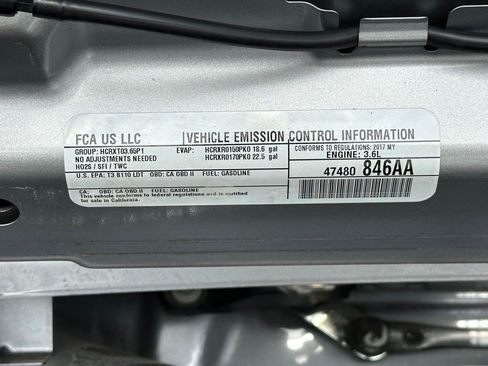 FCA US LLC VEHICLE EMISSION CONTROL INFORMATION
GROUP: HCRXT03.65P1 EVAP: HCRXR0150PK0 18.6 gal CONFORMS TO REGULATIONS: 2017 MY
NO ADJUSTMENTS NEEDED HCRXR0170PK0 22.5 gal ENGINE: 3.6L
HO2S / SFI / TWC
U.S. EPA: T3 B110 LDT OBD: CA OBD II FUEL: GASOLINE 47480 846AA
CA: OBD: CA OBD II FUEL: GASOLINE
This vehicle conforms to federal regulations and is certified
for sale in California.